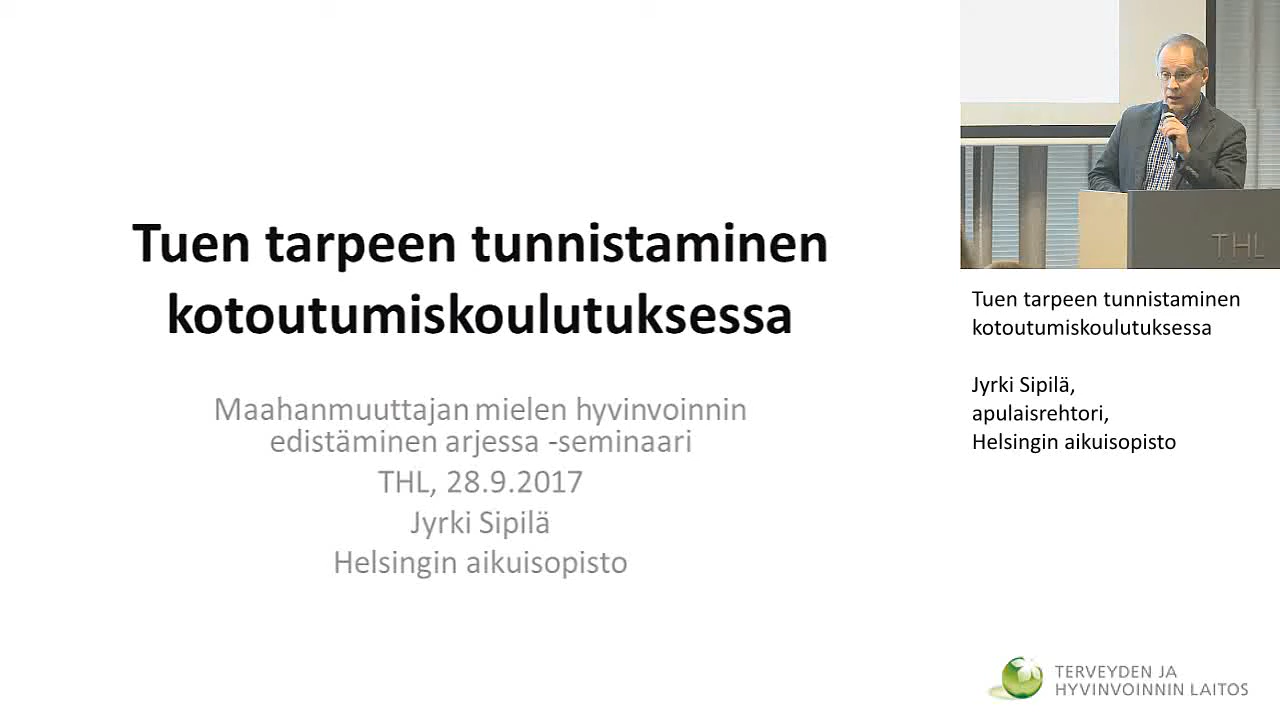 Tuen tarpeen tunnistaminen
kotoutumiskoulutuksessa
Maahanmuuttajan mielen hyvinvoinnin
edistäminen arjessa -seminaari
THL, 28.9.2017
Jyrki Sipilä
Helsingin aikuisopisto
THL
Tuen tarpeen tunnistaminen
kotoutumiskoulutuksessa
Jyrki Sipilä,
apulaisrehtori,
Helsingin aikuisopisto
TERVEYDEN JA
HYVINVOINNIN LAITOS